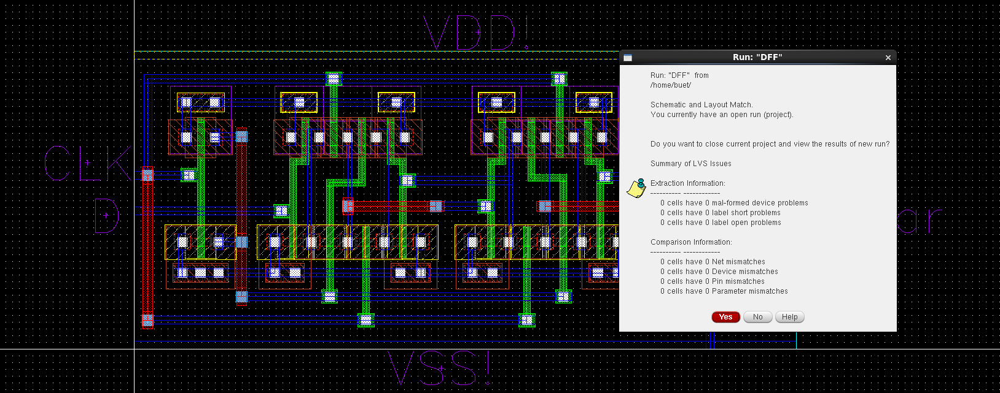 VDD!
Run: "DFF"
Run: "DFF" from
/home/buet/
Schematic and Layout Match.
You currently have an open run (project).
Do you want to close current project and view the results of new run?
Summary of LVS Issues
Extraction Information:
---------- ------------
0 cells have 0 mal-formed device problems
0 cells have 0 label short problems
0 cells have 0 label open problems
Comparison Information:
---------- ------------
0 cells have 0 Net mismatches
0 cells have 0 Device mismatches
0 cells have 0 Pin mismatches
0 cells have 0 Parameter mismatches
Yes No Help
CLK
D
ar
VSS!